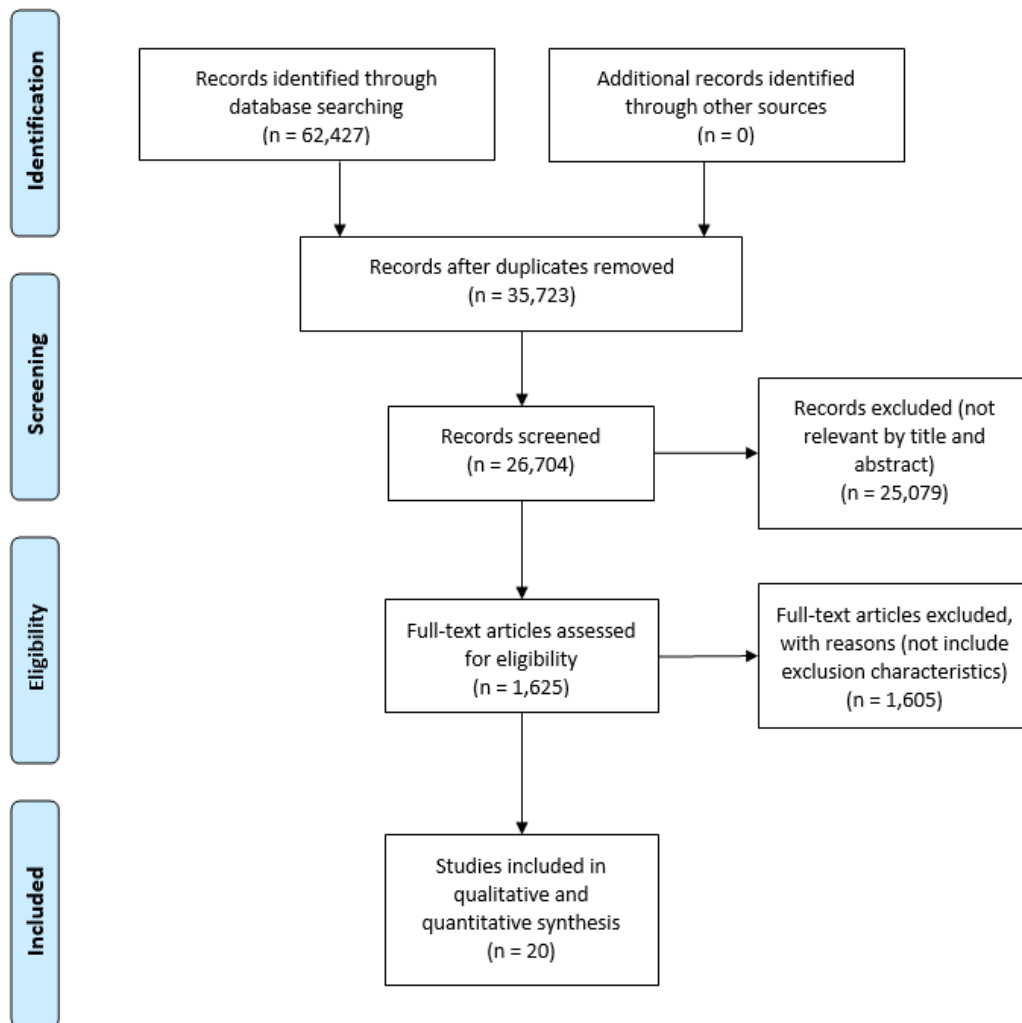 Identification
Records identified through
database searching
(n = 62,427)
Additional records identified
through other sources
(n = 0)
Records after duplicates removed
(n = 35,723)
Screening
Records screened
(n = 26,704)
Records excluded (not
relevant by title and
abstract)
(n = 25,079)
Eligibility
Full-text articles assessed
for eligibility
(n = 1,625)
Full-text articles excluded,
with reasons (not include
exclusion characteristics)
(n = 1,605)
Included
Studies included in
qualitative and
quantitative synthesis
(n = 20)